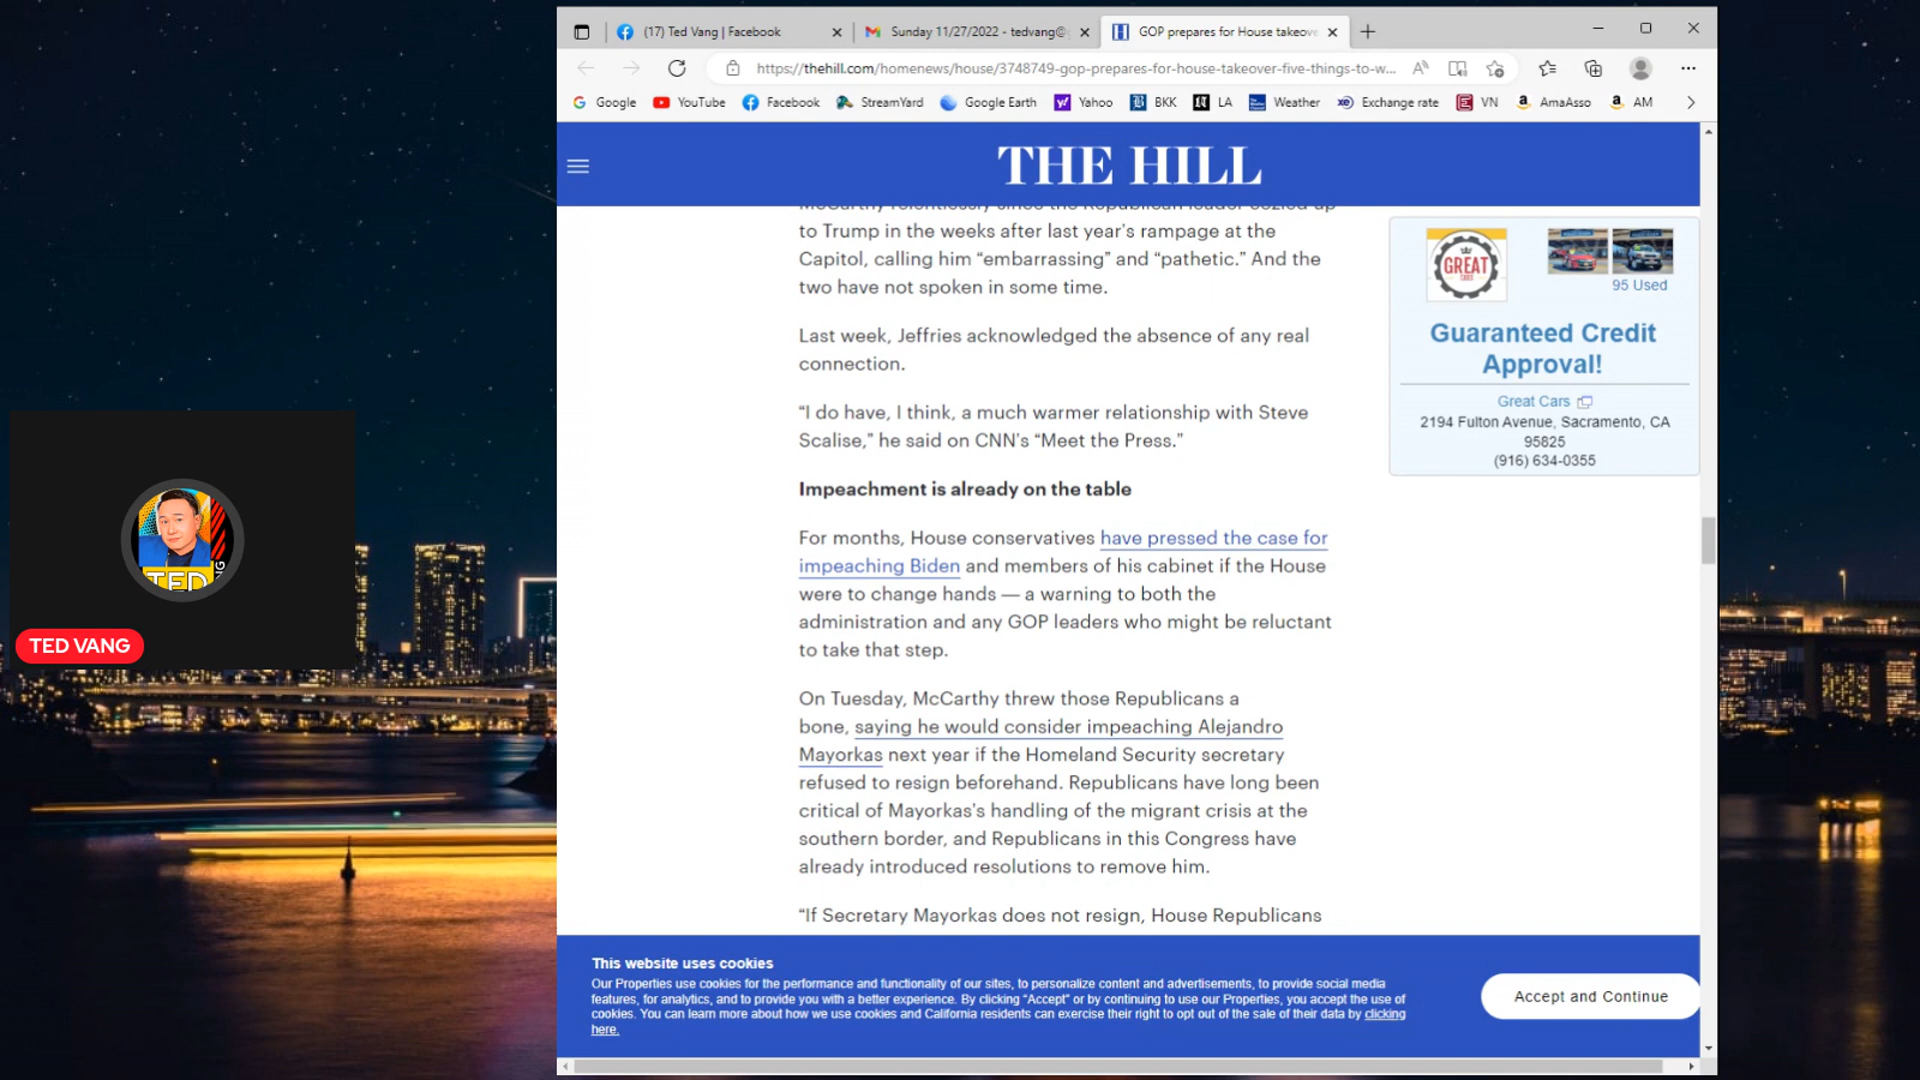 (17) Ted Vang | Facebook
Sunday 11/27/2022 - tedvang@
GOP prepares for House takeove
https://thehill.com/homenews/house/3748749-gop-prepares-for-house-takeover-five-things-to-w...
Google YouTube Facebook StreamYard Google Earth Yahoo BKK LA Weather Exchange rate VN AmaAsso AM
THE HILL
McCarthy relentlessly since the Republican leader cozied up
to Trump in the weeks after last year's rampage at the
Capitol, calling him “embarrassing” and “pathetic.” And the
two have not spoken in some time.
Last week, Jeffries acknowledged the absence of any real
connection.
“I do have, I think, a much warmer relationship with Steve
Scalise,” he said on CNN's “Meet the Press.”
Impeachment is already on the table
For months, House conservatives have pressed the case for
impeaching Biden and members of his cabinet if the House
were to change hands — a warning to both the
administration and any GOP leaders who might be reluctant
to take that step.
On Tuesday, McCarthy threw those Republicans a
bone, saying he would consider impeaching Alejandro
Mayorkas next year if the Homeland Security secretary
refused to resign beforehand. Republicans have long been
critical of Mayorkas's handling of the migrant crisis at the
southern border, and Republicans in this Congress have
already introduced resolutions to remove him.
“If Secretary Mayorkas does not resign, House Republicans
GREAT
CARS
95 Used
Guaranteed Credit
Approval!
Great Cars
2194 Fulton Avenue, Sacramento, CA
95825
(916) 634-0355
TED
NG
TED VANG
This website uses cookies
Our Properties use cookies for the performance and functionality of our sites, to personalize content and advertisements, to provide social media
features, for analytics, and to provide you with a better experience. By clicking “Accept” or by continuing to use our Properties, you accept the use of
cookies. You can learn more about how we use cookies and California residents can exercise their right to opt out of the sale of their data by clicking
here.
Accept and Continue